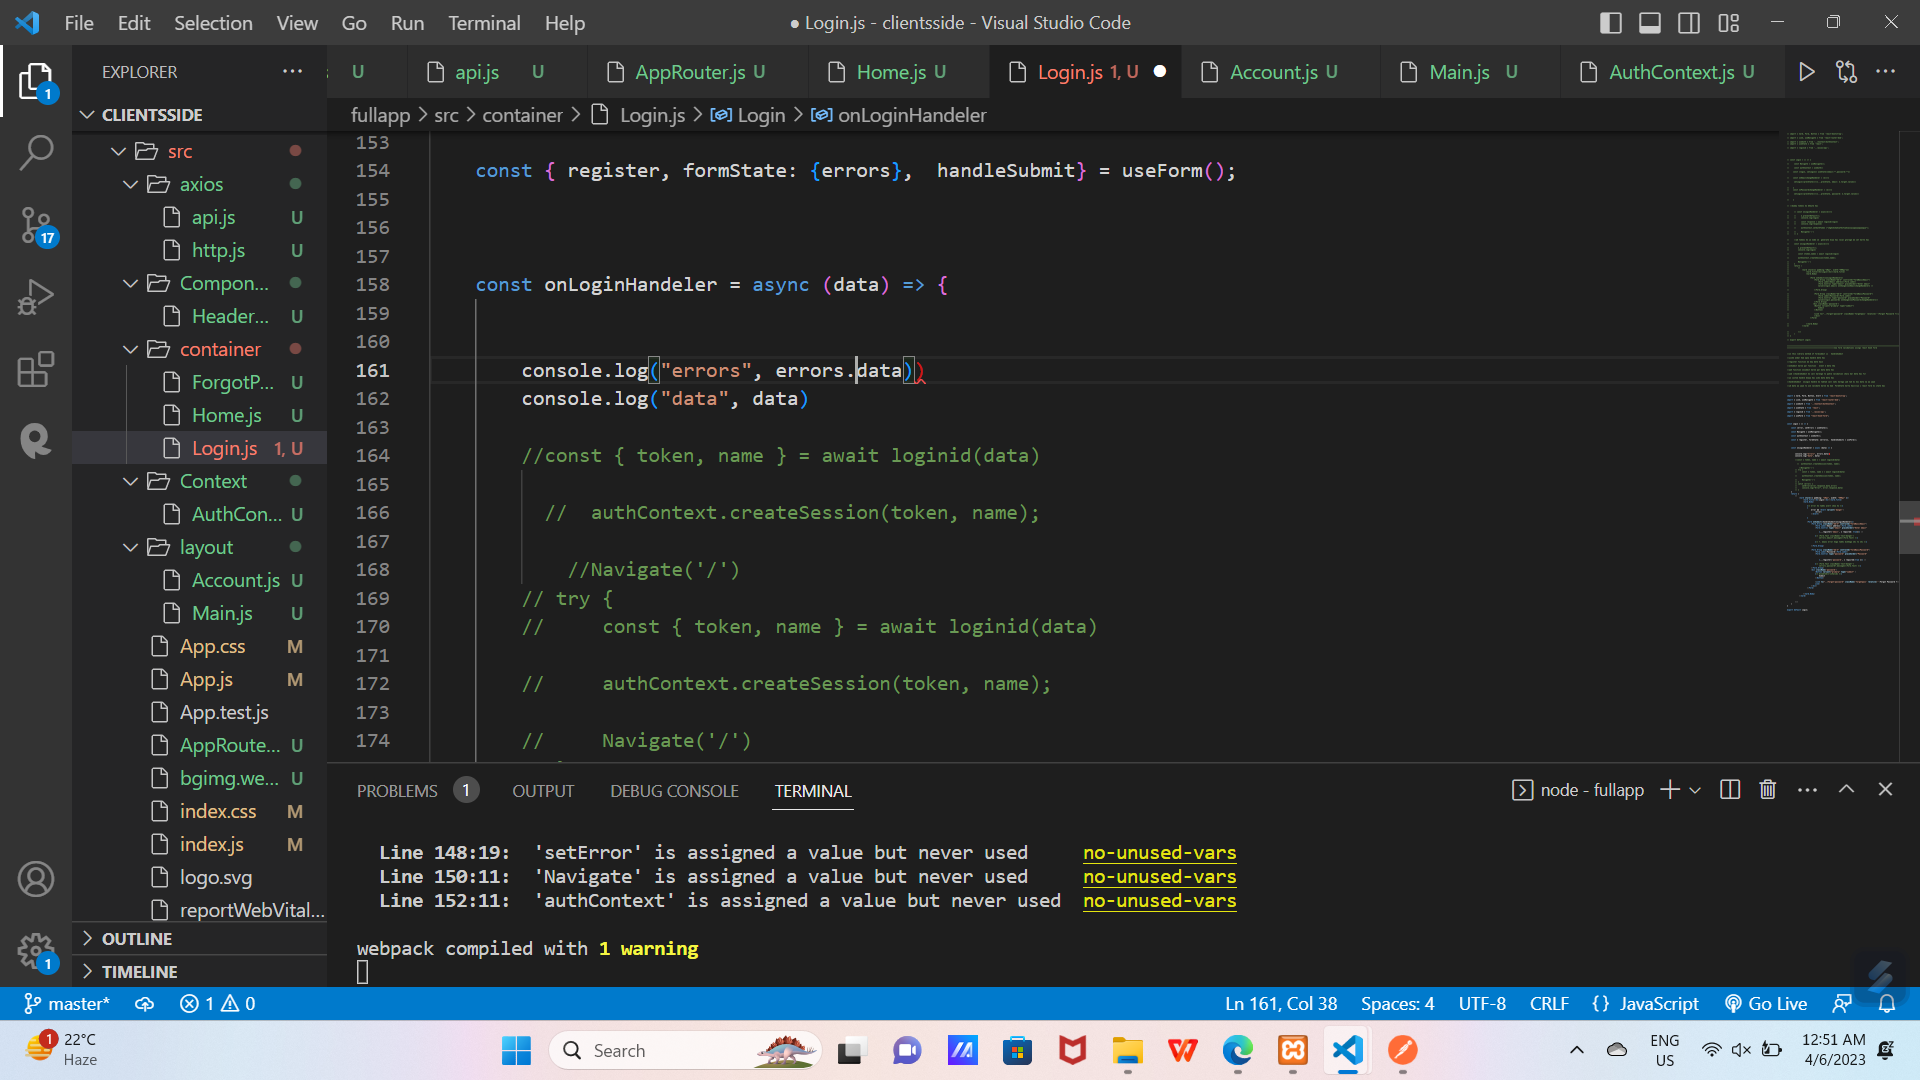 File Edit Selection View Go Run Terminal Help
● Login.js - clientsside - Visual Studio Code
EXPLORER
CLIENTSSIDE
src
axios
api.js U
http.js U
Compon...
Header... U
container
ForgotP... U
Home.js U
Login.js 1, U
Context
AuthCon... U
layout
Account.js U
Main.js U
App.css M
App.js M
App.test.js
AppRoute... U
bgimg.we... U
index.css M
index.js M
logo.svg
reportWebVital...
OUTLINE
TIMELINE
1
17
1
U api.js U AppRouter.js U Home.js U Login.js 1, U Account.js U Main.js U AuthContext.js U
fullapp > src > container > Login.js > Login > onLoginHandeler
153
154 const { register, formState: {errors}, handleSubmit} = useForm();
155
156
157
158 const onLoginHandeler = async (data) => {
159
160
161 console.log("errors", errors.data))
162 console.log("data", data)
163
164 //const { token, name } = await loginid(data)
165
166 // authContext.createSession(token, name);
167
168 //Navigate('/')
169 // try {
170 // const { token, name } = await loginid(data)
171
172 // authContext.createSession(token, name);
173
174 // Navigate('/')
PROBLEMS 1 OUTPUT DEBUG CONSOLE TERMINAL
node - fullapp
Line 148:19: 'setError' is assigned a value but never used no-unused-vars
Line 150:11: 'Navigate' is assigned a value but never used no-unused-vars
Line 152:11: 'authContext' is assigned a value but never used no-unused-vars
webpack compiled with 1 warning
master* 1 0
Ln 161, Col 38 Spaces: 4 UTF-8 CRLF {} JavaScript Go Live
1 22°C
Haze
Search
ENG
US
12:51 AM
4/6/2023